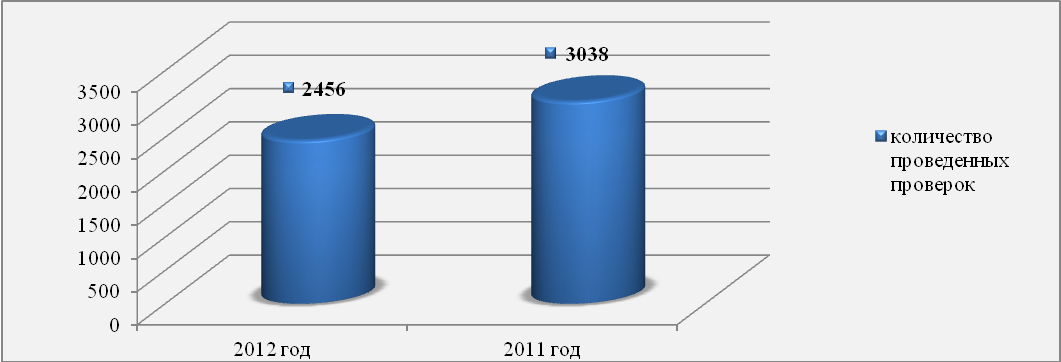 3038
2456
3500
3000
2500
2000
1500
1000
500
0
2012 год
2011 год
количество
проведенных
проверок